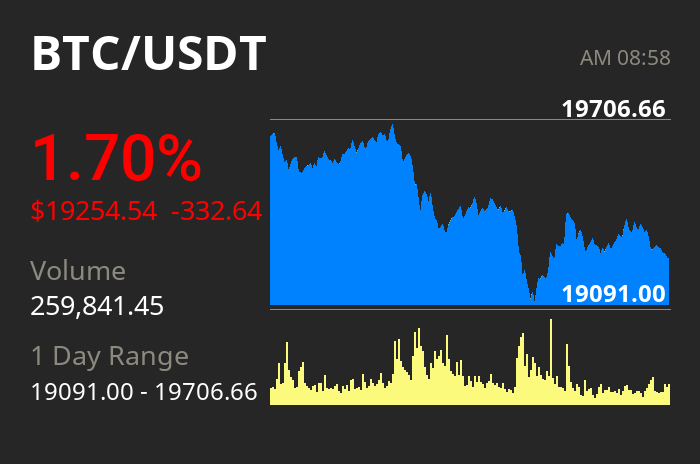 BTC/USDT
AM 08:58
19706.66
1.70%
$19254.54 -332.64
Volume
259,841.45
19091.00
1 Day Range
19091.00 - 19706.66